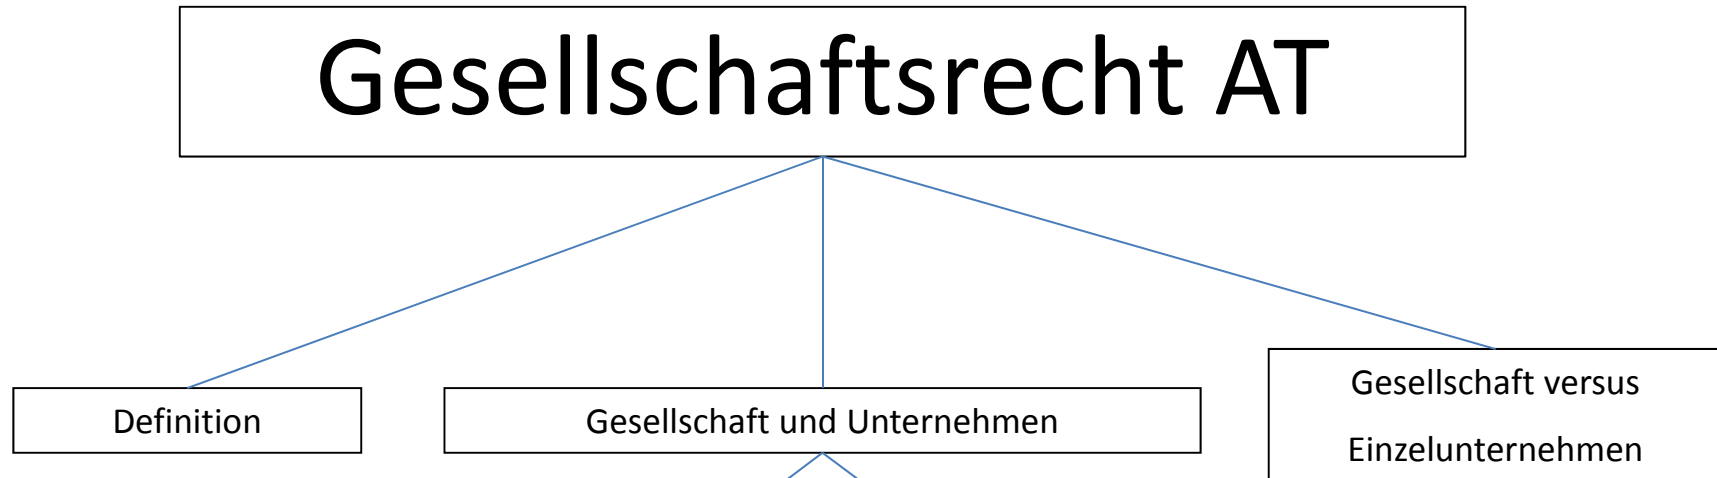 Gesellschaftsrecht AT
Definition
Gesellschaft und Unternehmen
Gesellschaft versus
Einzelunternehmen